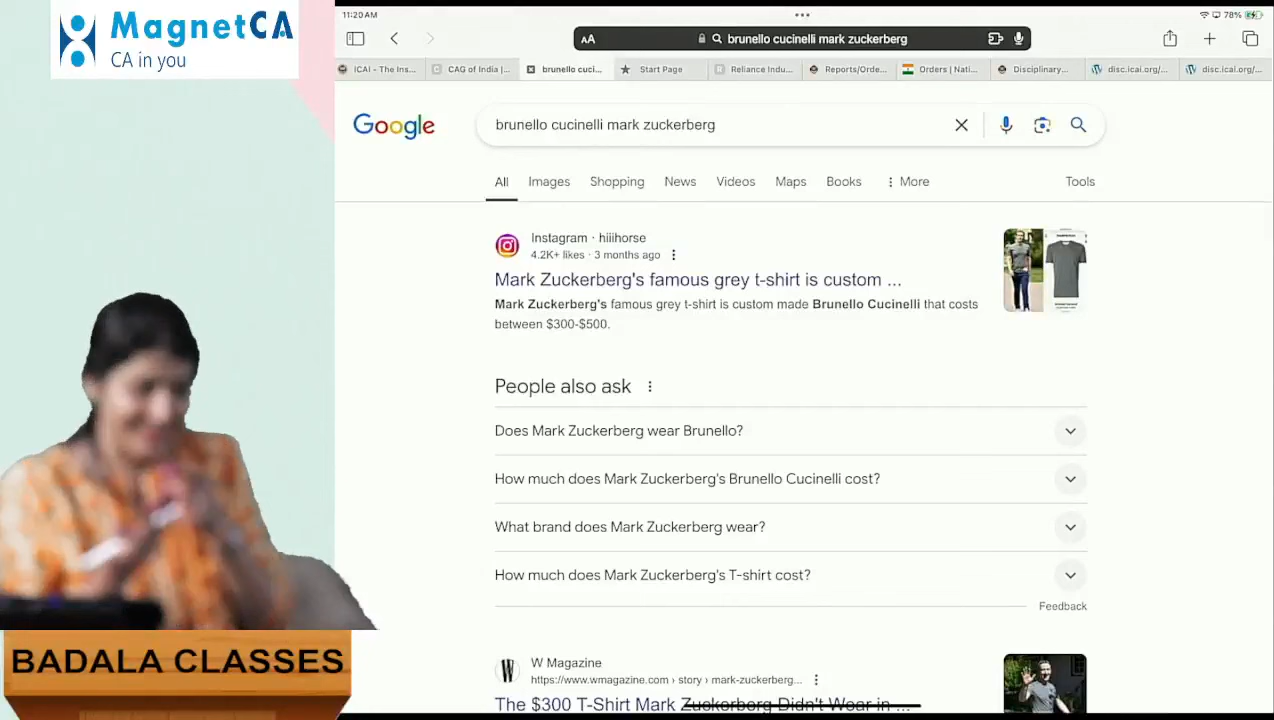 MagnetCA
CA in you
11:20 AM
78%
AA
brunello cucinelli mark zuckerberg
ICAI - The Ins...
CAG of India |...
brunello cuci...
Start Page
Reliance Indu...
Reports/Orde...
Orders | Nati...
Disciplinary...
disc.icai.org/...
disc.icai.org/...
Google
brunello cucinelli mark zuckerberg
All
Images
Shopping
News
Videos
Maps
Books
More
Tools
Instagram · hiiihorse
4.2K+ likes · 3 months ago
Mark Zuckerberg's famous grey t-shirt is custom ...
Mark Zuckerberg's famous grey t-shirt is custom made Brunello Cucinelli that costs
between $300-$500.
People also ask
Does Mark Zuckerberg wear Brunello?
How much does Mark Zuckerberg's Brunello Cucinelli cost?
What brand does Mark Zuckerberg wear?
How much does Mark Zuckerberg's T-shirt cost?
Feedback
W Magazine
https://www.wmagazine.com › story › mark-zuckerberg...
The $300 T-Shirt Mark Zuckerberg Didn't Wear in ...
BADALA CLASSES